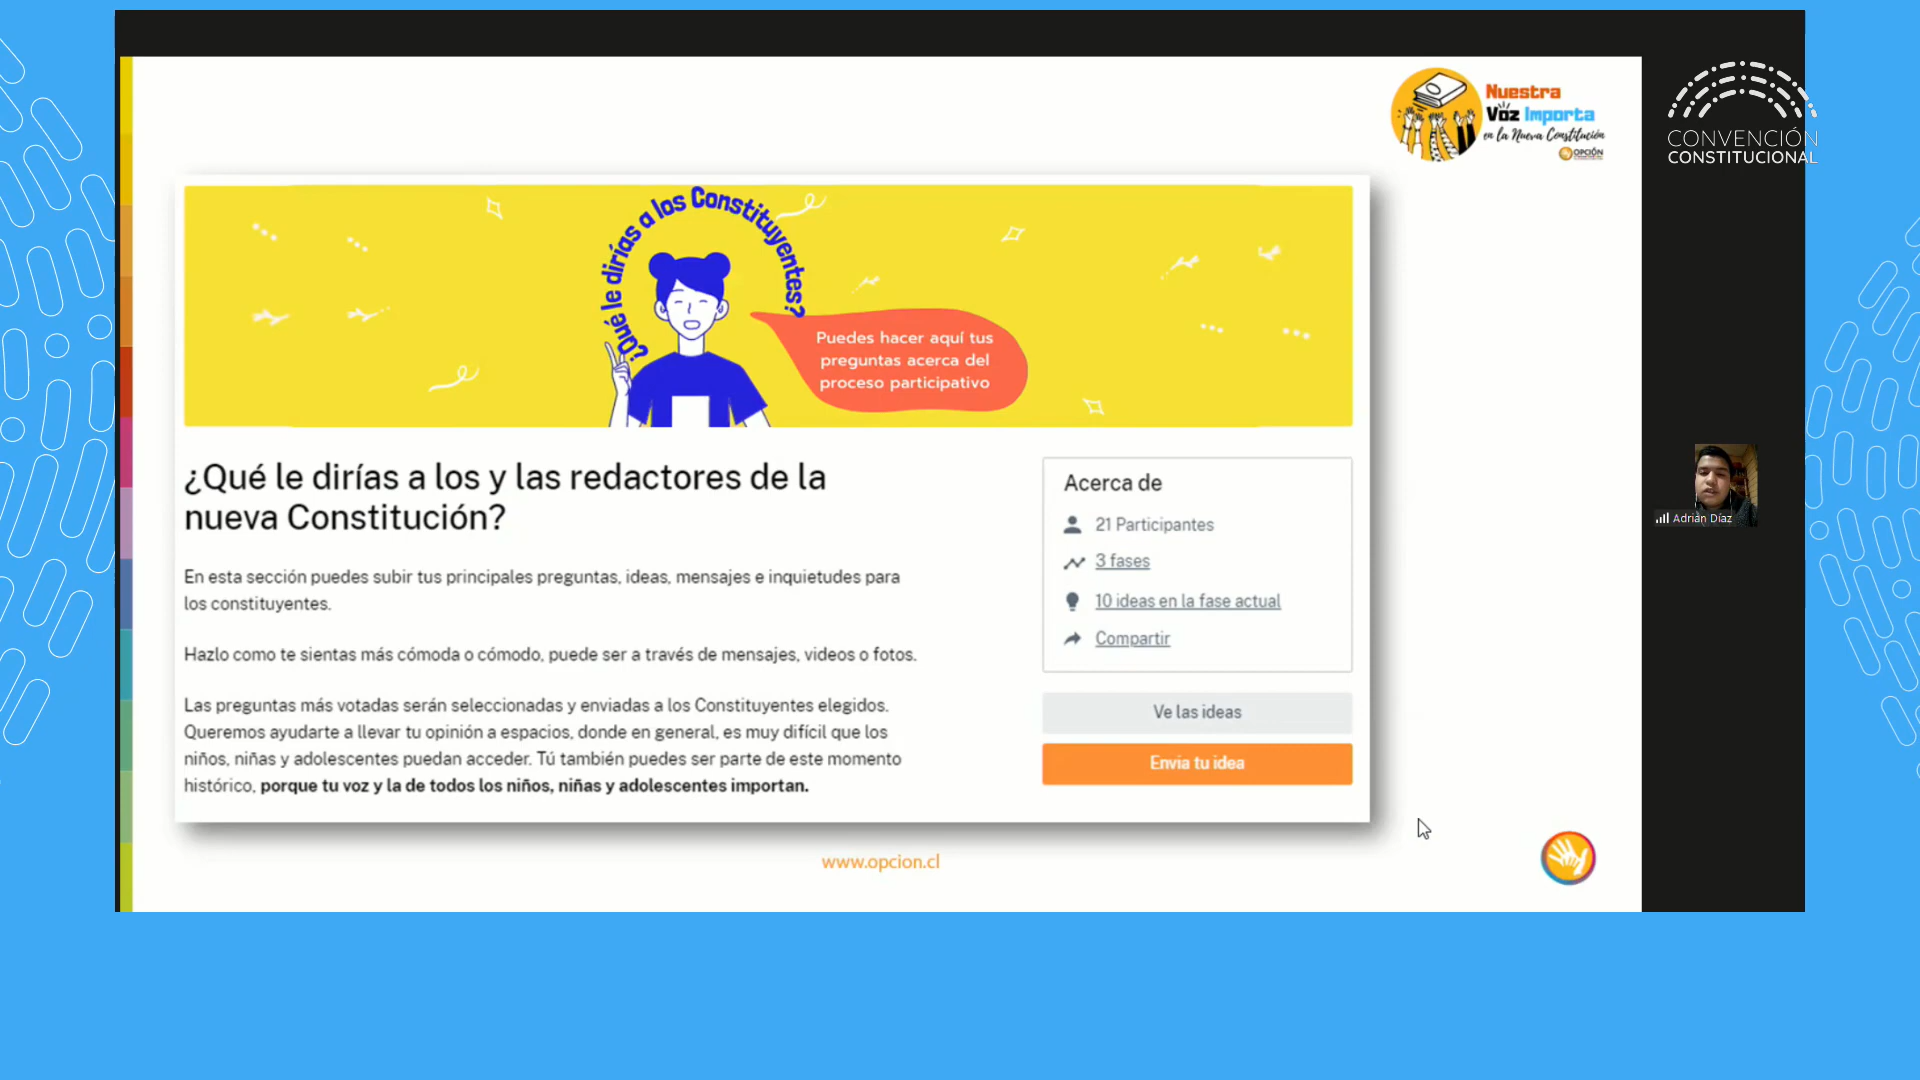 Nuestra
Voz Importa
en la Nueva Constitución
OPCIÓN
CONVENCIÓN
CONSTITUCIONAL
¿Qué le dirías a los Constituyentes?
Puedes hacer aquí tus
preguntas acerca del
proceso participativo
¿Qué le dirías a los y las redactores de la
nueva Constitución?
En esta sección puedes subir tus principales preguntas, ideas, mensajes e inquietudes para
los constituyentes.
Hazlo como te sientas más cómoda o cómodo, puede ser a través de mensajes, videos o fotos.
Las preguntas más votadas serán seleccionadas y enviadas a los Constituyentes elegidos.
Queremos ayudarte a llevar tu opinión a espacios, donde en general, es muy difícil que los
niños, niñas y adolescentes puedan acceder. Tú también puedes ser parte de este momento
histórico, porque tu voz y la de todos los niños, niñas y adolescentes importan.
Acerca de
21 Participantes
3 fases
10 ideas en la fase actual
Compartir
Ve las ideas
Envia tu idea
Adrián Díaz
www.opcion.cl